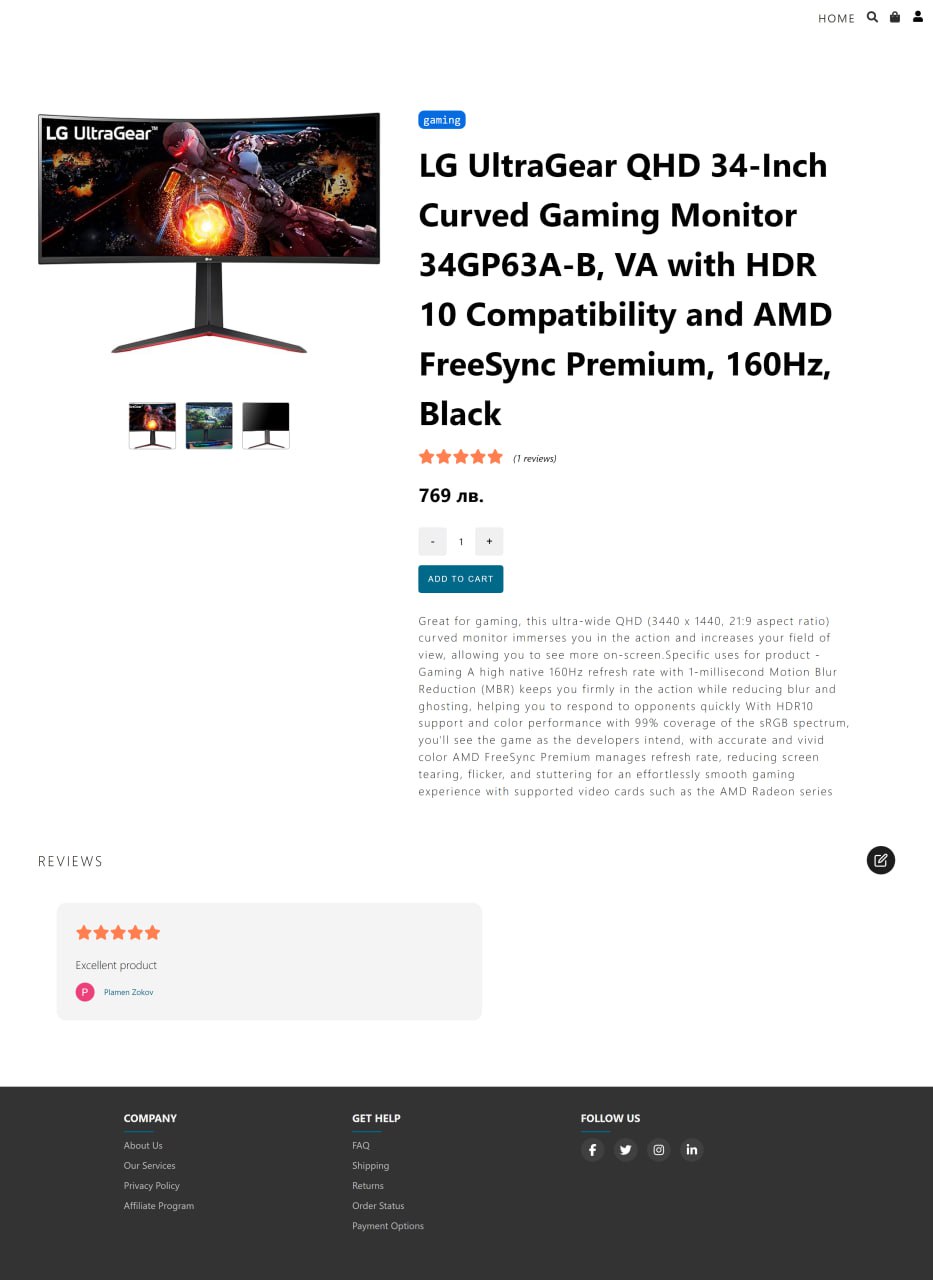 HOME
LG UltraGear™
gaming
LG UltraGear QHD 34-Inch
Curved Gaming Monitor
34GP63A-B, VA with HDR
10 Compatibility and AMD
FreeSync Premium, 160Hz,
Black
(1 reviews)
769 лв.
- 1 +
ADD TO CART
Great for gaming, this ultra-wide QHD (3440 x 1440, 21:9 aspect ratio)
curved monitor immerses you in the action and increases your field of
view, allowing you to see more on-screen.Specific uses for product -
Gaming A high native 160Hz refresh rate with 1-millisecond Motion Blur
Reduction (MBR) keeps you firmly in the action while reducing blur and
ghosting, helping you to respond to opponents quickly With HDR10
support and color performance with 99% coverage of the sRGB spectrum,
you'll see the game as the developers intend, with accurate and vivid
color AMD FreeSync Premium manages refresh rate, reducing screen
tearing, flicker, and stuttering for an effortlessly smooth gaming
experience with supported video cards such as the AMD Radeon series
REVIEWS
Excellent product
P Plamen Zokov
COMPANY
About Us
Our Services
Privacy Policy
Affiliate Program
GET HELP
FAQ
Shipping
Returns
Order Status
Payment Options
FOLLOW US